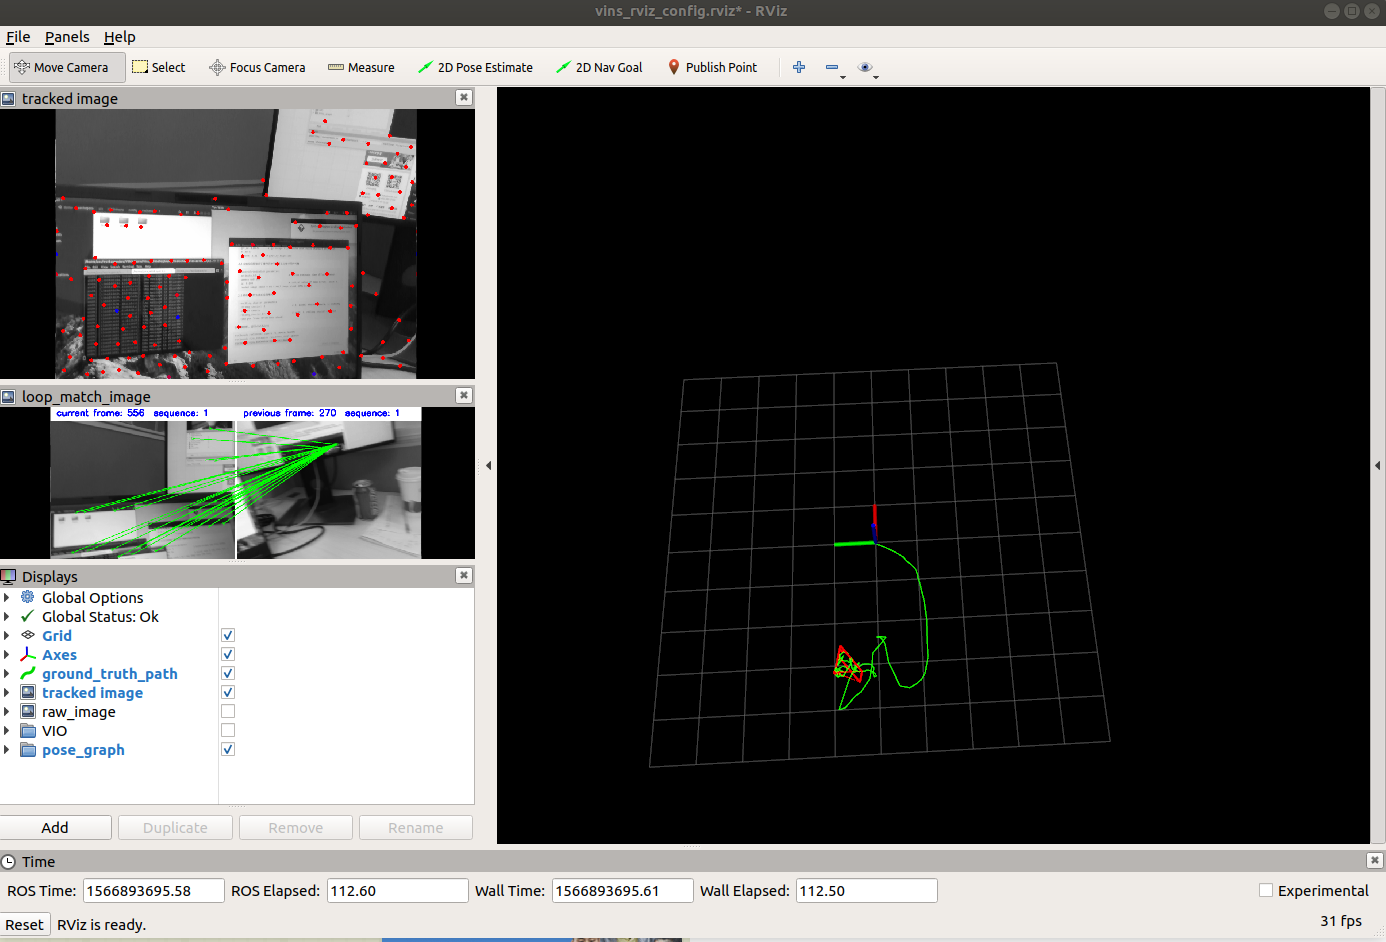 vins_rviz_config.rviz* - RViz
File Panels Help
Move Camera Select Focus Camera Measure 2D Pose Estimate 2D Nav Goal Publish Point
tracked image
loop_match_image
current frame: 556 sequence: 1 previous frame: 270 sequence: 1
Displays
Global Options
Global Status: Ok
Grid
Axes
ground_truth_path
tracked image
raw_image
VIO
pose_graph
Add Duplicate Remove Rename
Time
ROS Time: 1566893695.58 ROS Elapsed: 112.60 Wall Time: 1566893695.61 Wall Elapsed: 112.50 Experimental
Reset RViz is ready. 31 fps